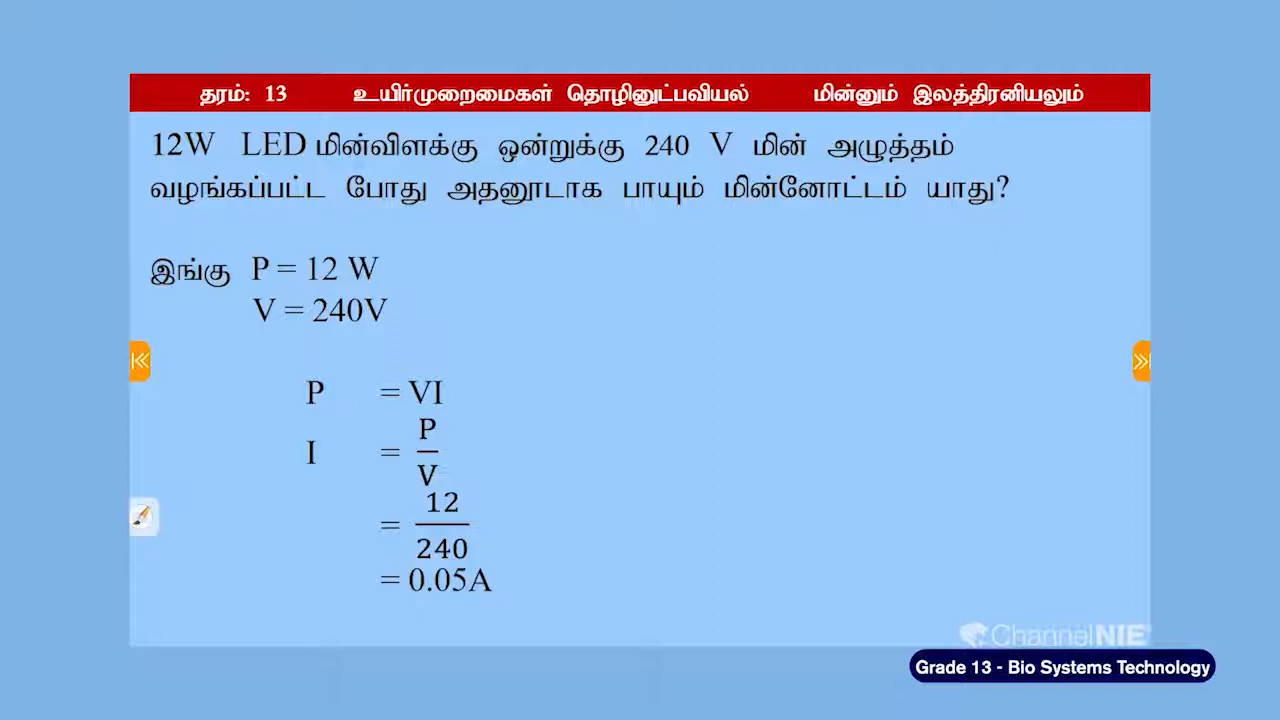 தரம்: 13 உயிர்முறைமைகள் தொழினுட்பவியல் மின்னும் இலத்திரனியலும்
12W LED மின்விளக்கு ஒன்றுக்கு 240 V மின் அழுத்தம்
வழங்கப்பட்ட போது அதனூடாக பாயும் மின்னோட்டம் யாது?
இங்கு P = 12 W
V = 240V
P = VI
I = P/V
= 12/240
= 0.05A
ChannelNIE
Grade 13 - Bio Systems Technology